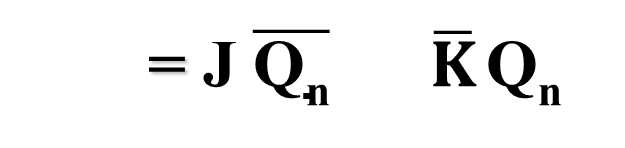 = J Q̅n̅ K̅ Qn